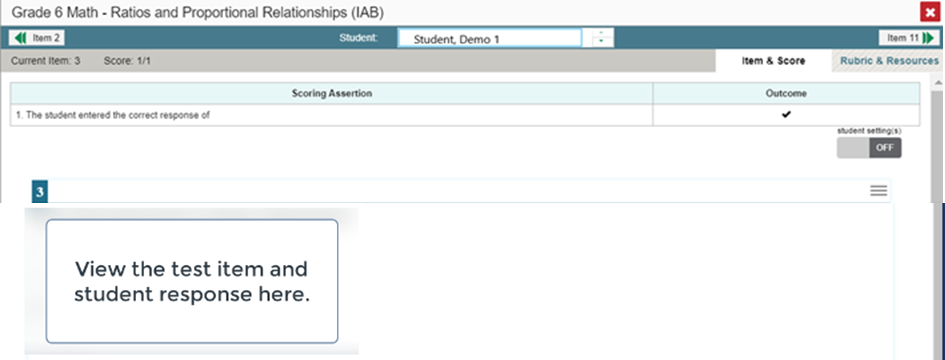 Grade 6 Math - Ratios and Proportional Relationships (IAB)
Item 2 Student: Student, Demo 1 Item 11
Current Item: 3 Score: 1/1 Item & Score Rubric & Resources
Scoring Assertion Outcome
1. The student entered the correct response of
student setting(s)
OFF
3
View the test item and
student response here.